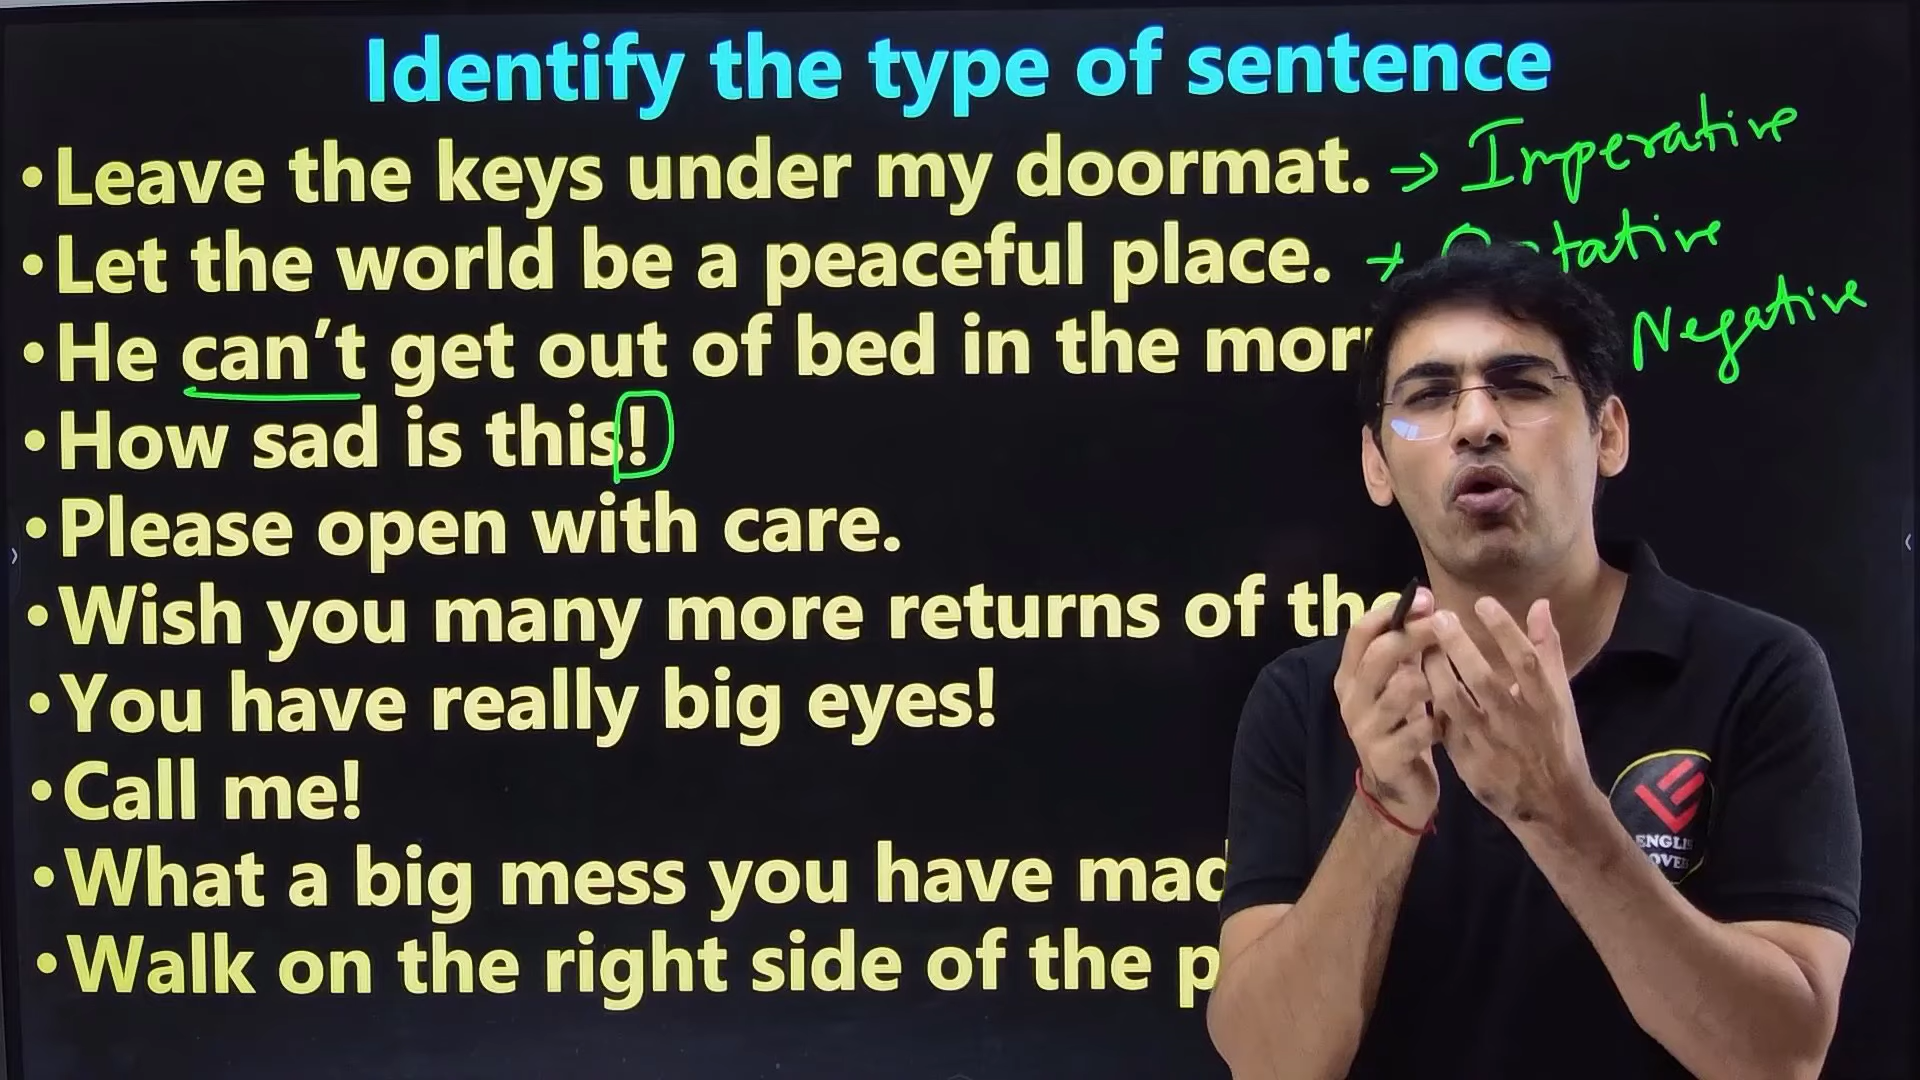 Identify the type of sentence
• Leave the keys under my doormat. → Imperative
• Let the world be a peaceful place. →
• He can't get out of bed in the Negative
• How sad is this!
• Please open with care.
• Wish you many more returns of
• You have really big eyes!
• Call me!
• What a big mess you have
• Walk on the right side of the